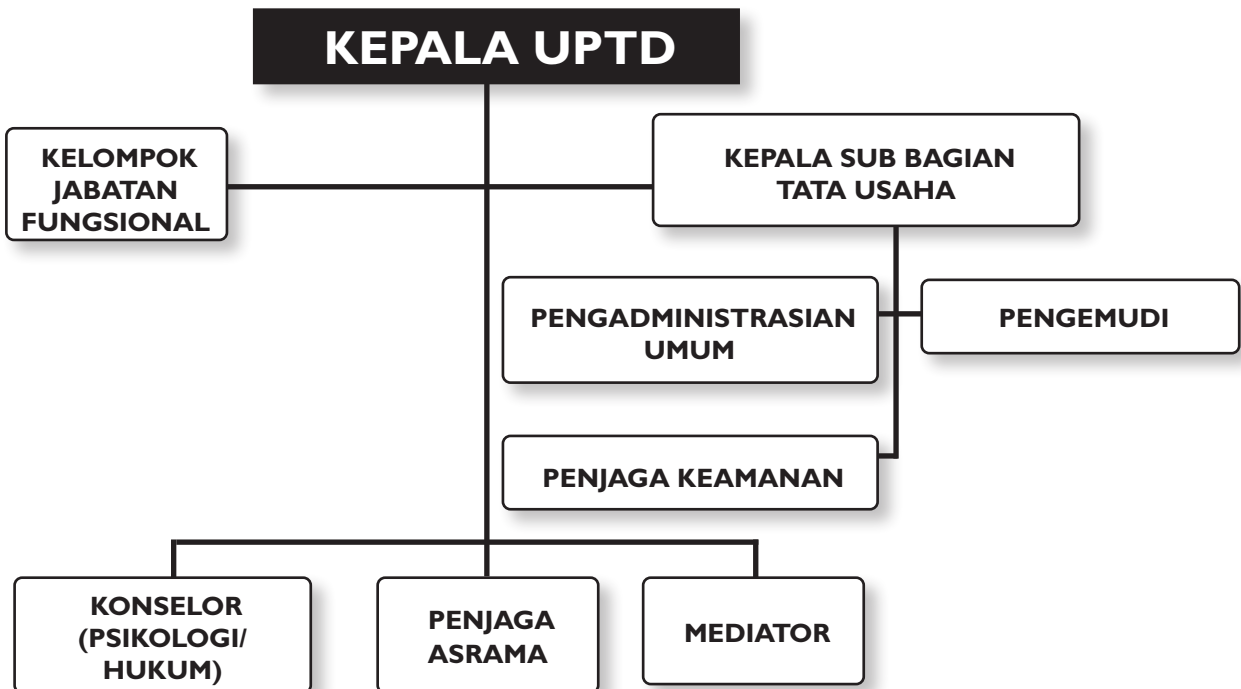 KEPALA UPTD
KELOMPOK
JABATAN
FUNGSIONAL
KEPALA SUB BAGIAN
TATA USAHA
PENGADMINISTRASIAN
UMUM
PENGEMUDI
PENJAGA KEAMANAN
KONSELOR
(PSIKOLOGI/
HUKUM)
PENJAGA
ASRAMA
MEDIATOR